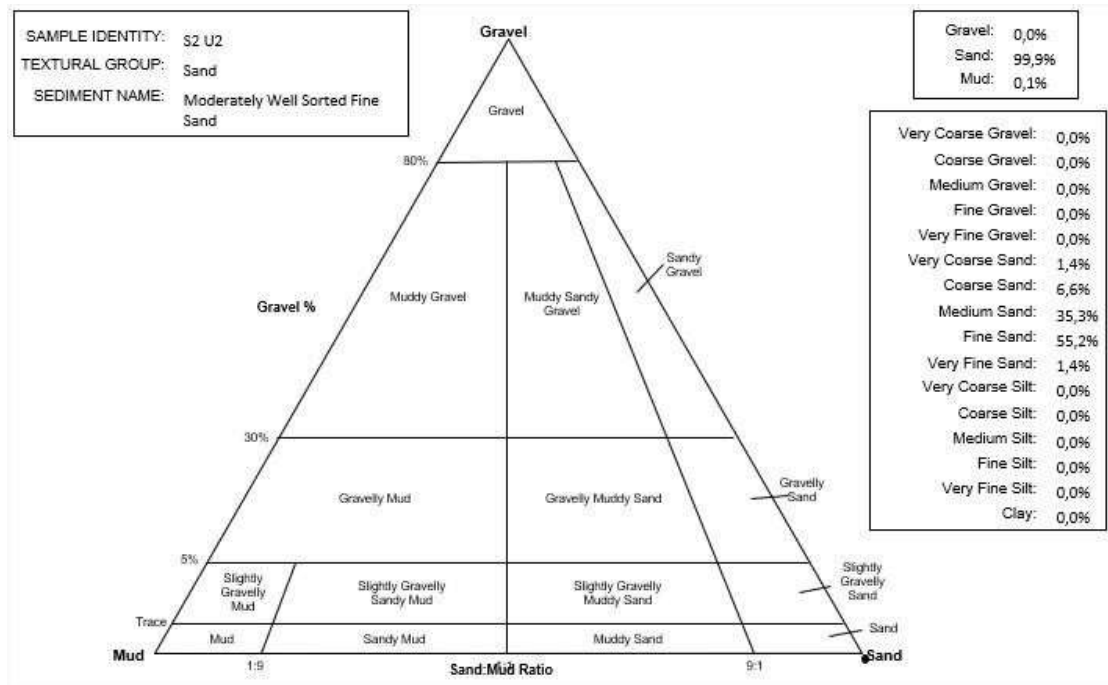 SAMPLE IDENTITY: S2 U2
TEXTURAL GROUP: Sand
SEDIMENT NAME: Moderately Well Sorted Fine
Sand
Gravel: 0,0%
Sand: 99,9%
Mud: 0,1%
Very Coarse Gravel: 0,0%
Coarse Gravel: 0,0%
Medium Gravel: 0,0%
Fine Gravel: 0,0%
Very Fine Gravel: 0,0%
Very Coarse Sand: 1,4%
Coarse Sand: 6,6%
Medium Sand: 35,3%
Fine Sand: 55,2%
Very Fine Sand: 1,4%
Very Coarse Silt: 0,0%
Coarse Silt: 0,0%
Medium Silt: 0,0%
Fine Silt: 0,0%
Very Fine Silt: 0,0%
Clay: 0,0%
Gravel
Gravel
80%
Sandy
Gravel
Muddy Gravel
Muddy Sandy
Gravel
Gravel %
30%
Gravelly Mud
Gravelly Muddy Sand
Gravelly
Sand
5%
Slightly
Gravelly
Mud
Slightly Gravelly
Sandy Mud
Slightly Gravelly
Muddy Sand
Slightly
Gravelly
Sand
Trace
Mud
Sandy Mud
Muddy Sand
Sand
Mud
Sand
1:9
Sand:Mud Ratio
9:1